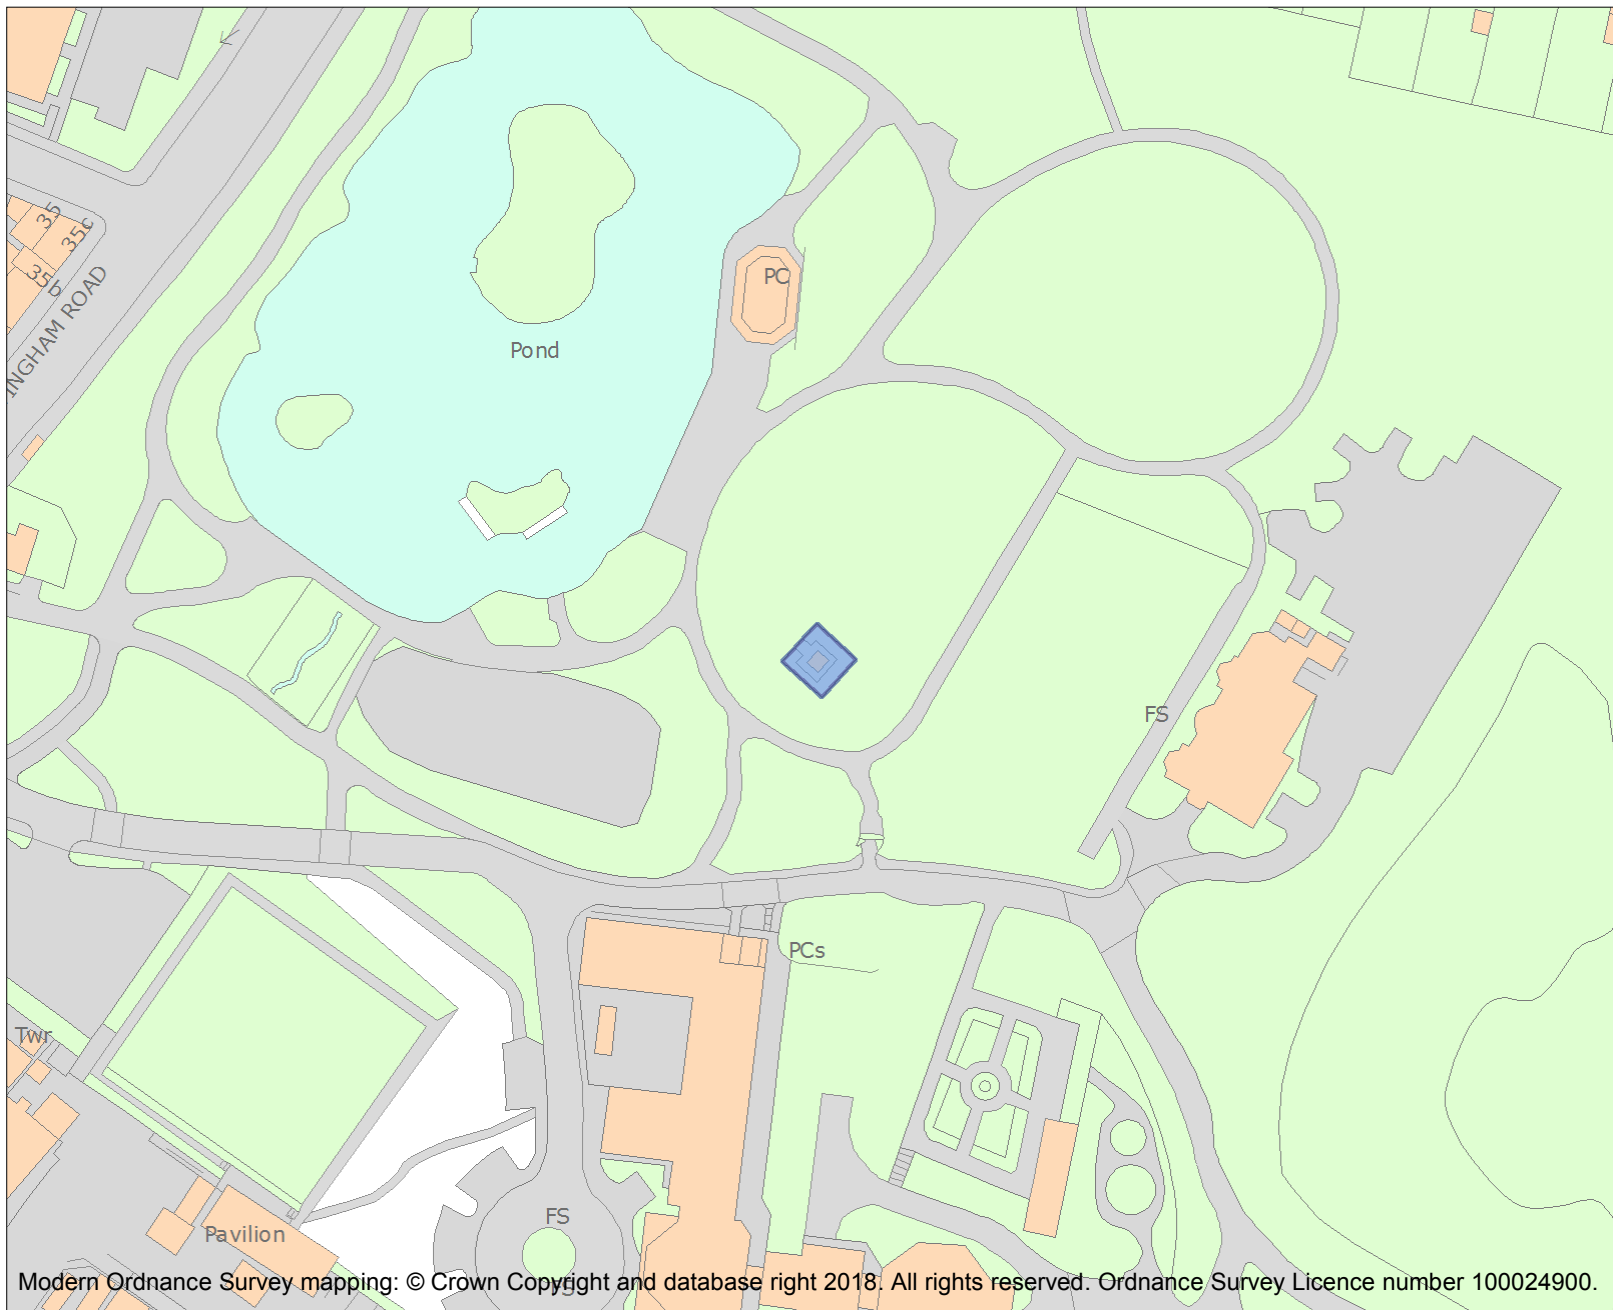 35
35c
35b
INGHAM ROAD
PC
Pond
FS
PCs
Twr
FS
Pavilion
FS
Modern Ordnance Survey mapping: © Crown Copyright and database right 2018. All rights reserved. Ordnance Survey Licence number 100024900.